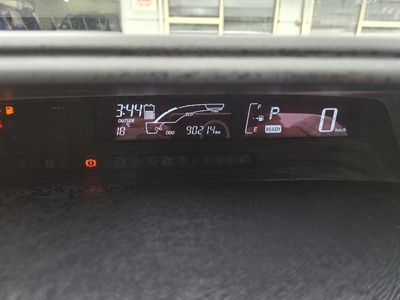 3:44
OUTSIDE
18
ECO
ODO 90214 km
F
E
P
READY
0 km/h